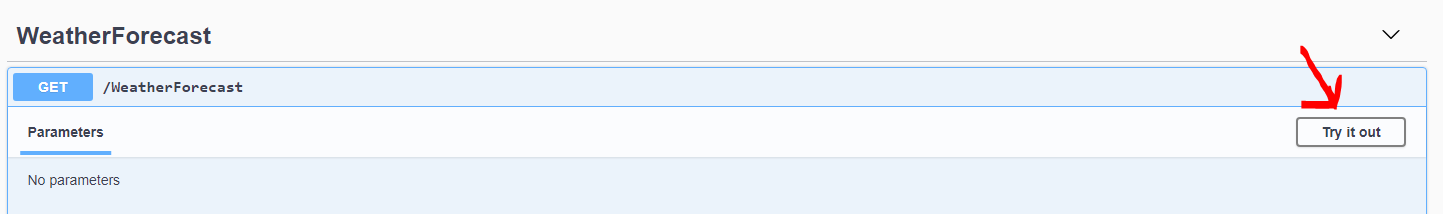 WeatherForecast
GET /WeatherForecast
Parameters Try it out
No parameters